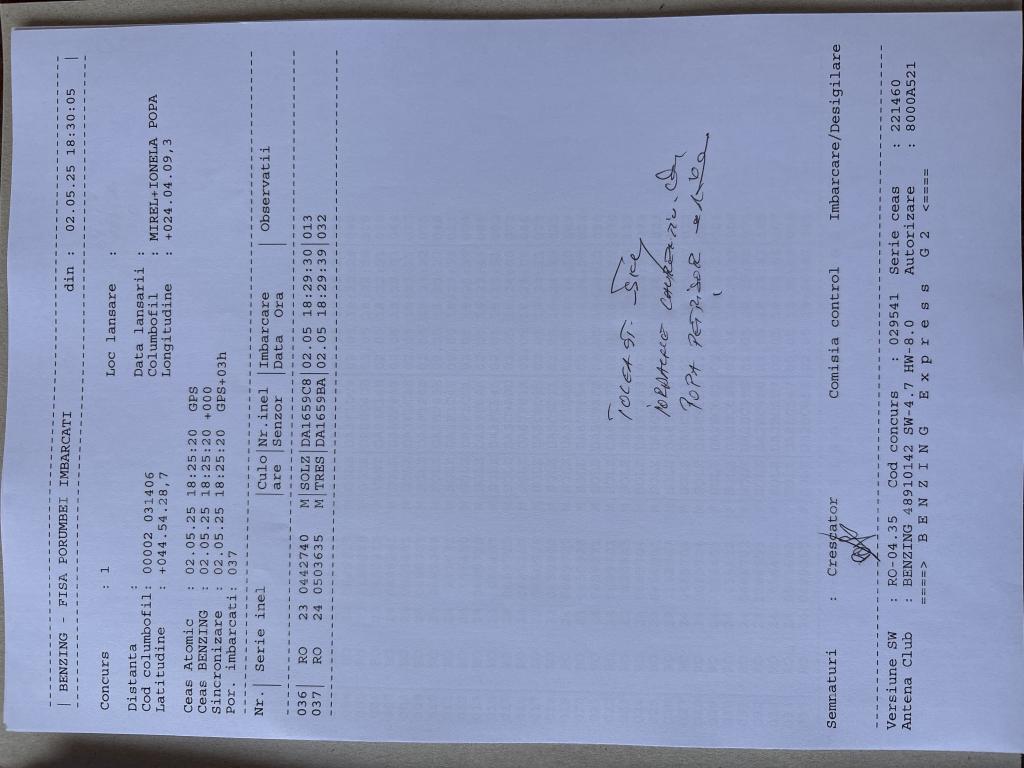 | BENZING - FISA PORUMBEI IMBARCATI din : 02.05.25 18:30:05 |
Concurs : 1 Loc lansare :
Distanta : Data lansarii :
Cod columbofil: 00002 031406 Columbofil : MIREL+IONELA POPA
Latitudine : +044.54.28,7 Longitudine : +024.04.09,3
Ceas Atomic : 02.05.25 18:25:20 GPS
Ceas BENZING : 02.05.25 18:25:20 +000
Sincronizare : 02.05.25 18:25:20 GPS+03h
Por. imbarcati: 037
Nr. | Serie inel |Culo|Nr.inel |Imbarcare | Observatii
| |are |Senzor |Data Ora |
036| RO 23 0442740 M|SOLZ|DA1659C8|02.05 18:29:30|013
037| RO 24 0503635 M|TRES|DA1659BA|02.05 18:29:39|032
POPA PETRISOR
Semnaturi : Crescator Comisia control Imbarcare/Desigilare
Versiune SW : RO-04.35 Cod concurs : 029541 Serie ceas : 221460
Antena Club : BENZING 48910142 SW-4.7 HW-8.0 Autorizare : 8000A521
====> B E N Z I N G E x p r e s s G 2 <====